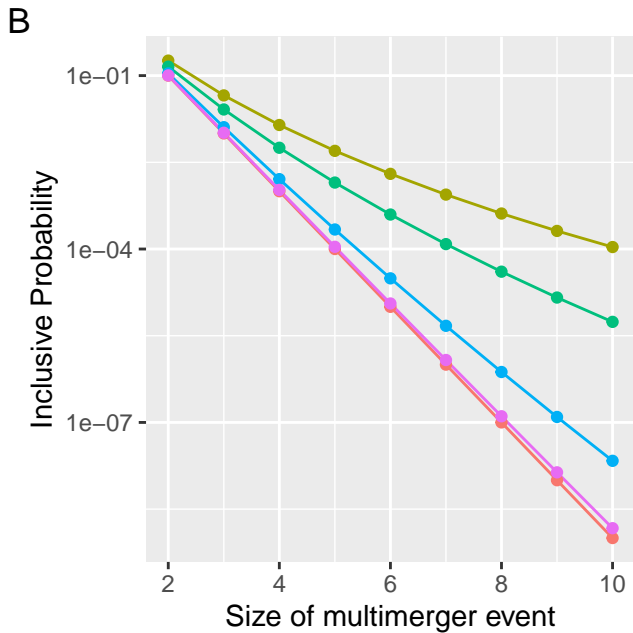 B
Inclusive Probability
1e−01
1e−04
1e−07
2 4 6 8 10
Size of multimerger event